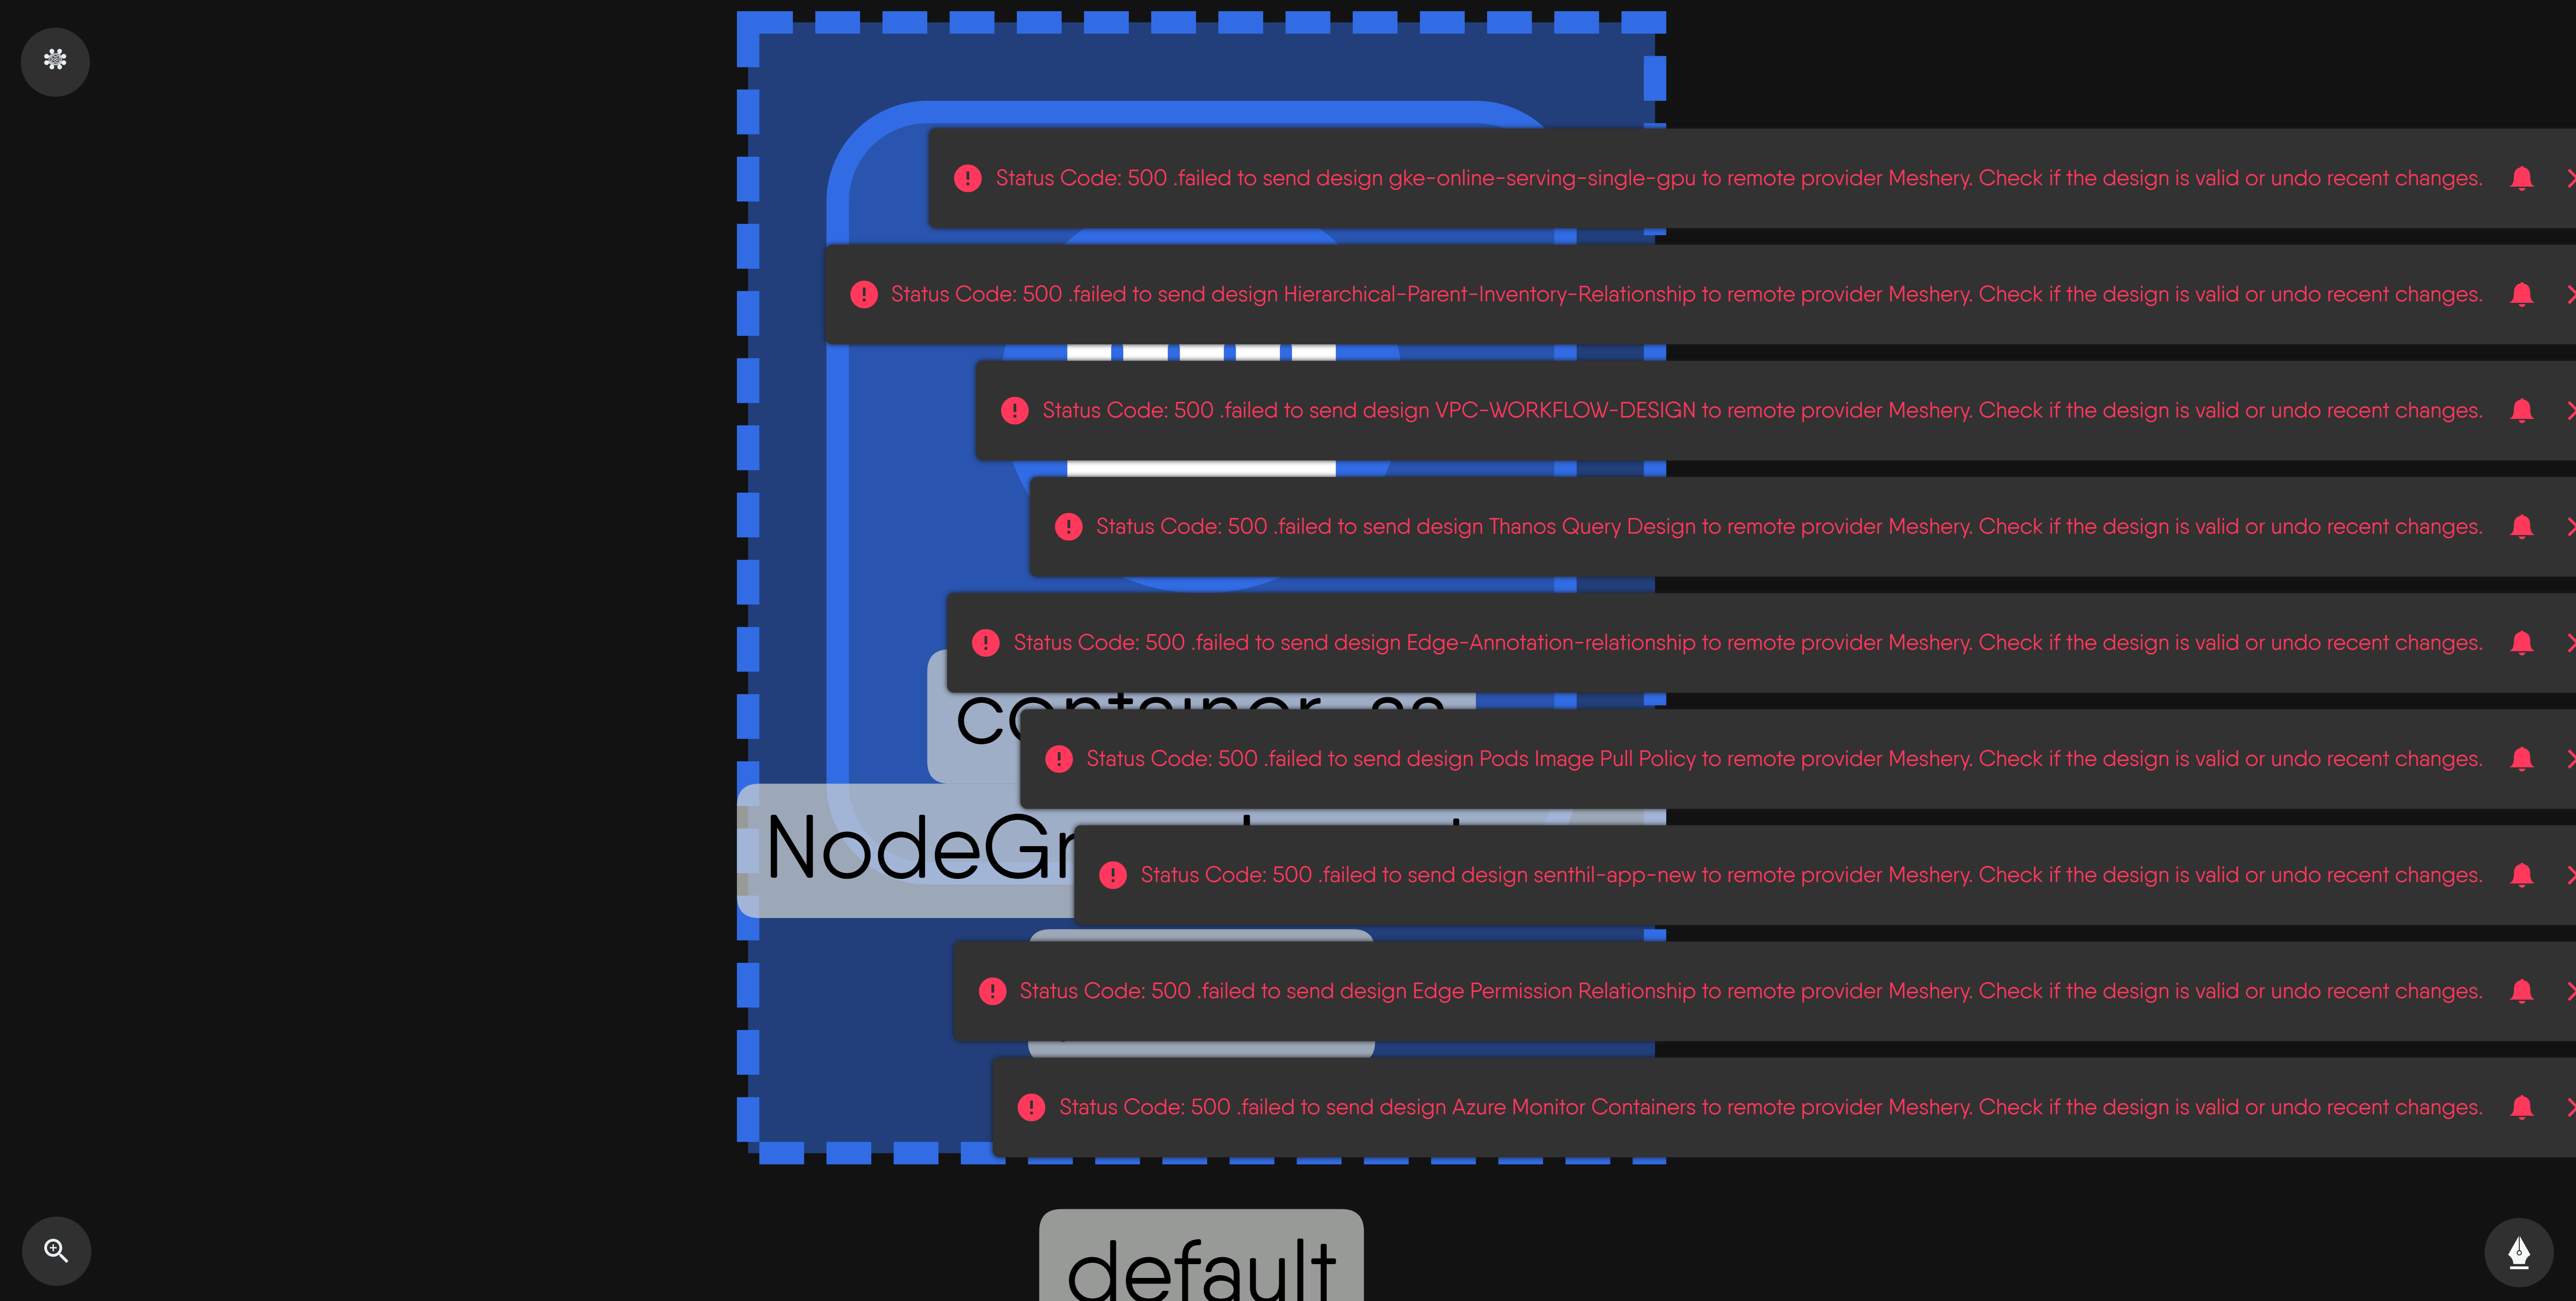 Status Code: 500 .failed to send design gke-online-serving-single-gpu to remote provider Meshery. Check if the design is valid or undo recent changes.
Status Code: 500 .failed to send design Hierarchical-Parent-Inventory-Relationship to remote provider Meshery. Check if the design is valid or undo recent changes.
Status Code: 500 .failed to send design VPC-WORKFLOW-DESIGN to remote provider Meshery. Check if the design is valid or undo recent changes.
Status Code: 500 .failed to send design Thanos Query Design to remote provider Meshery. Check if the design is valid or undo recent changes.
Status Code: 500 .failed to send design Edge-Annotation-relationship to remote provider Meshery. Check if the design is valid or undo recent changes.
Status Code: 500 .failed to send design Pods Image Pull Policy to remote provider Meshery. Check if the design is valid or undo recent changes.
Status Code: 500 .failed to send design senthil-app-new to remote provider Meshery. Check if the design is valid or undo recent changes.
Status Code: 500 .failed to send design Edge Permission Relationship to remote provider Meshery. Check if the design is valid or undo recent changes.
Status Code: 500 .failed to send design Azure Monitor Containers to remote provider Meshery. Check if the design is valid or undo recent changes.
default